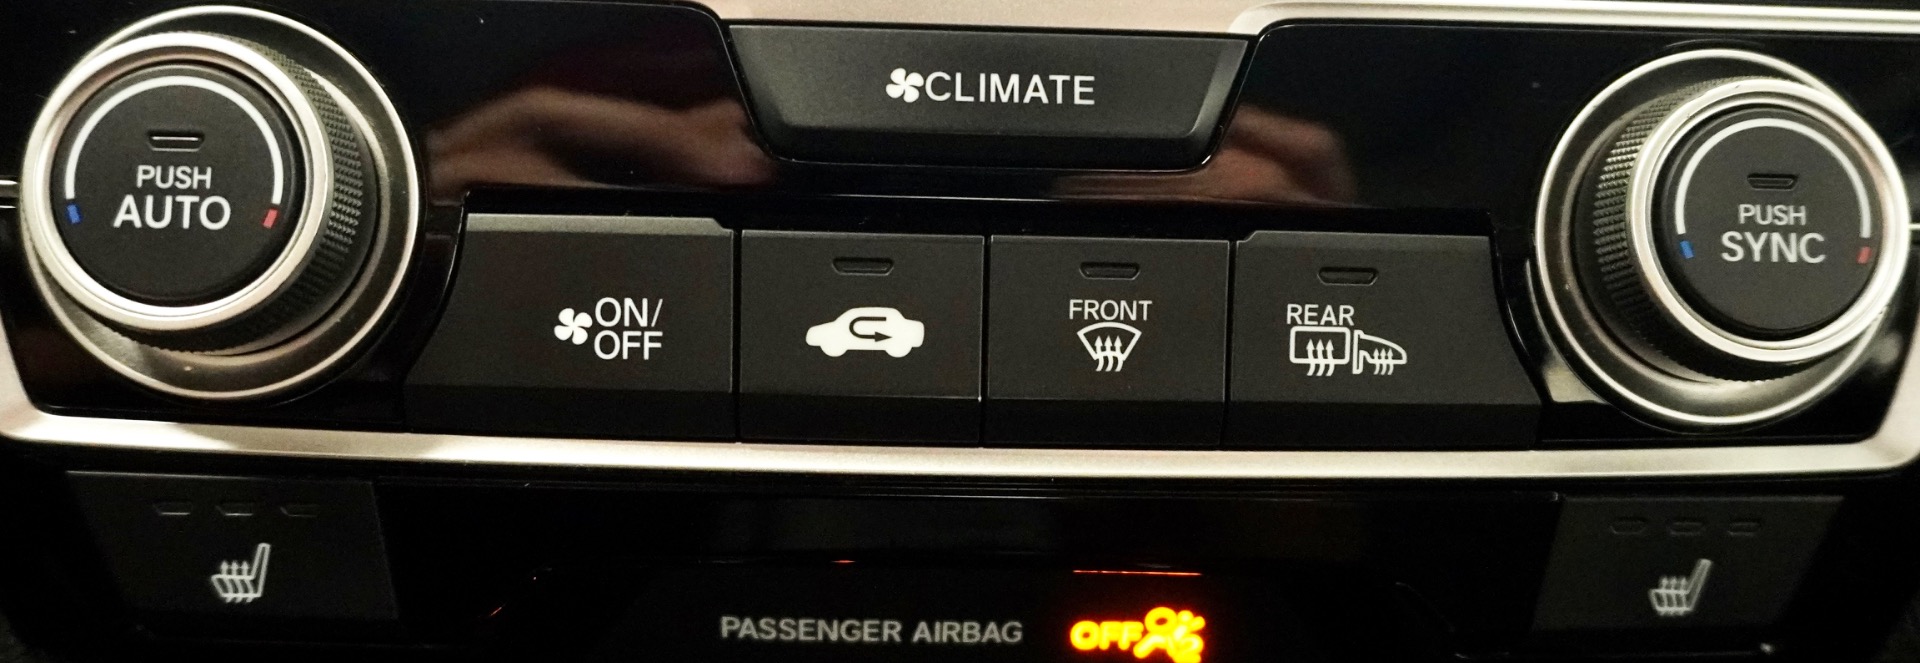 CLIMATE
PUSH
AUTO
PUSH
SYNC
ON/
OFF
FRONT
REAR
PASSENGER AIRBAG OFF